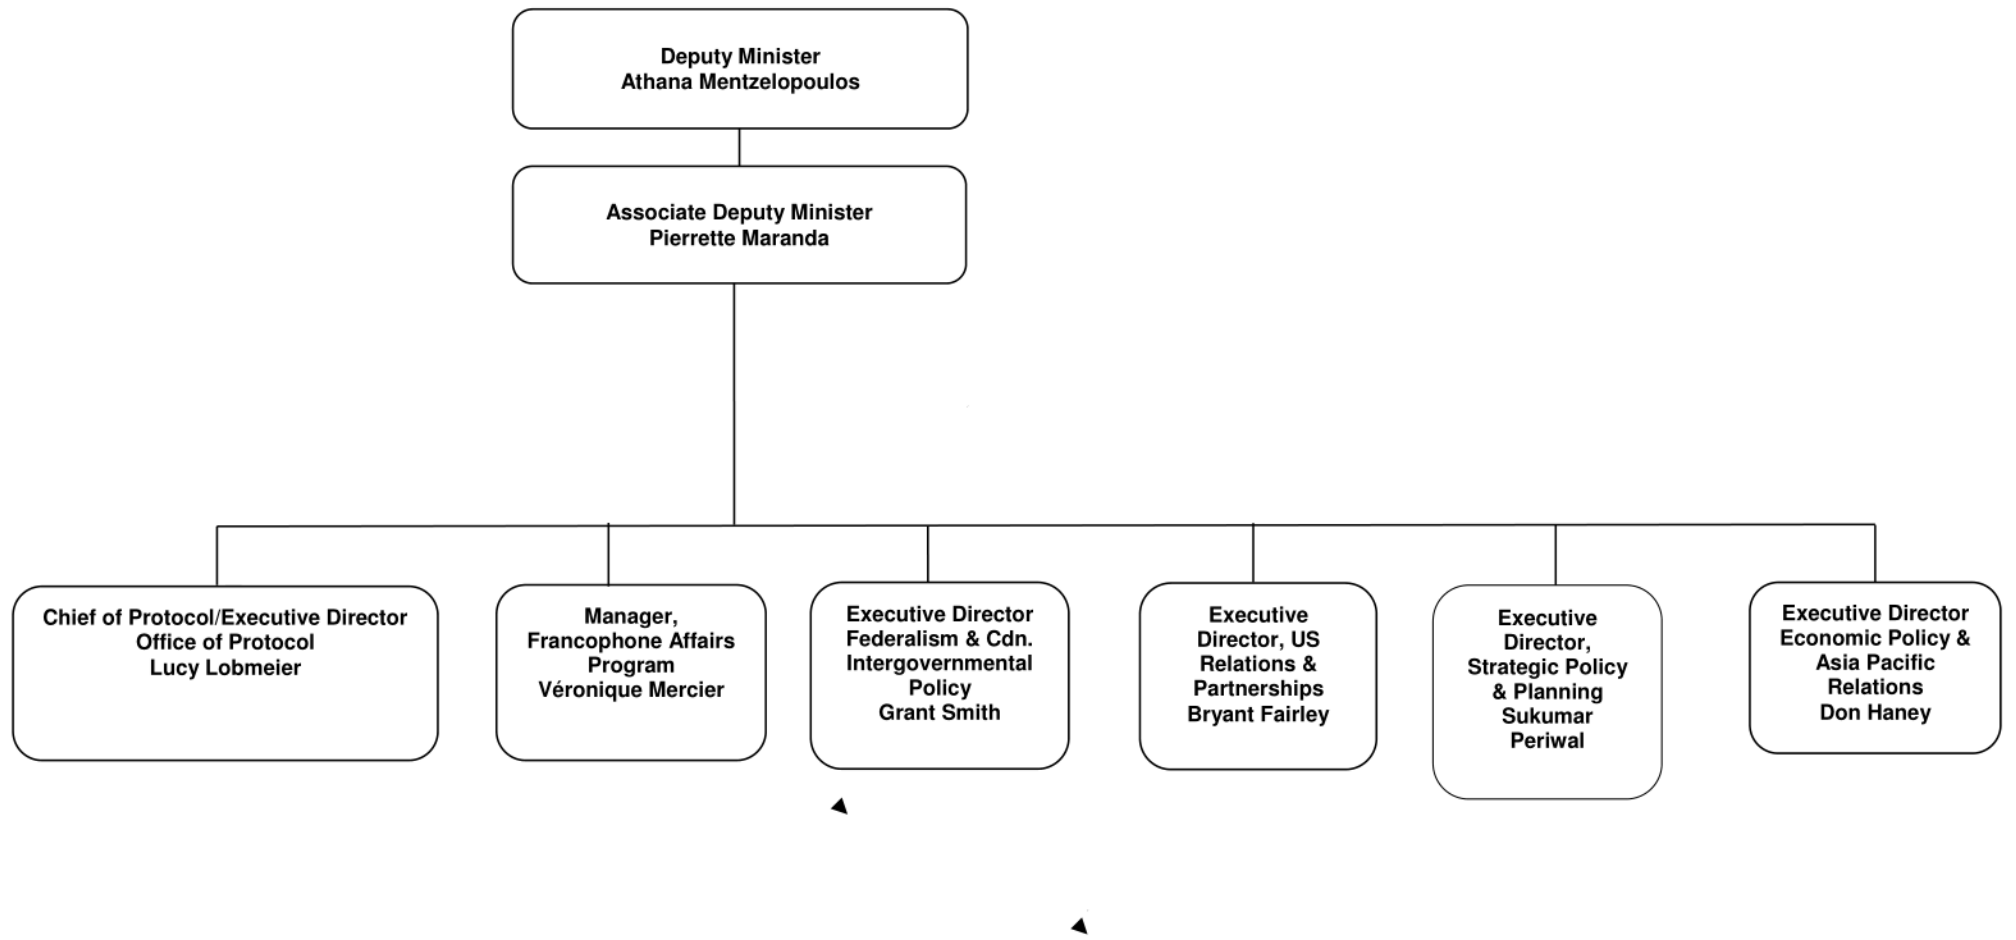 Deputy Minister
Athana Mentzelopoulos
Associate Deputy Minister
Pierrette Maranda
Chief of Protocol/Executive Director
Office of Protocol
Lucy Lobmeier
Manager,
Francophone Affairs
Program
Véronique Mercier
Executive Director
Federalism & Cdn.
Intergovernmental
Policy
Grant Smith
Executive
Director, US
Relations &
Partnerships
Bryant Fairley
Executive
Director,
Strategic Policy
& Planning
Sukumar
Periwal
Executive Director
Economic Policy &
Asia Pacific
Relations
Don Haney